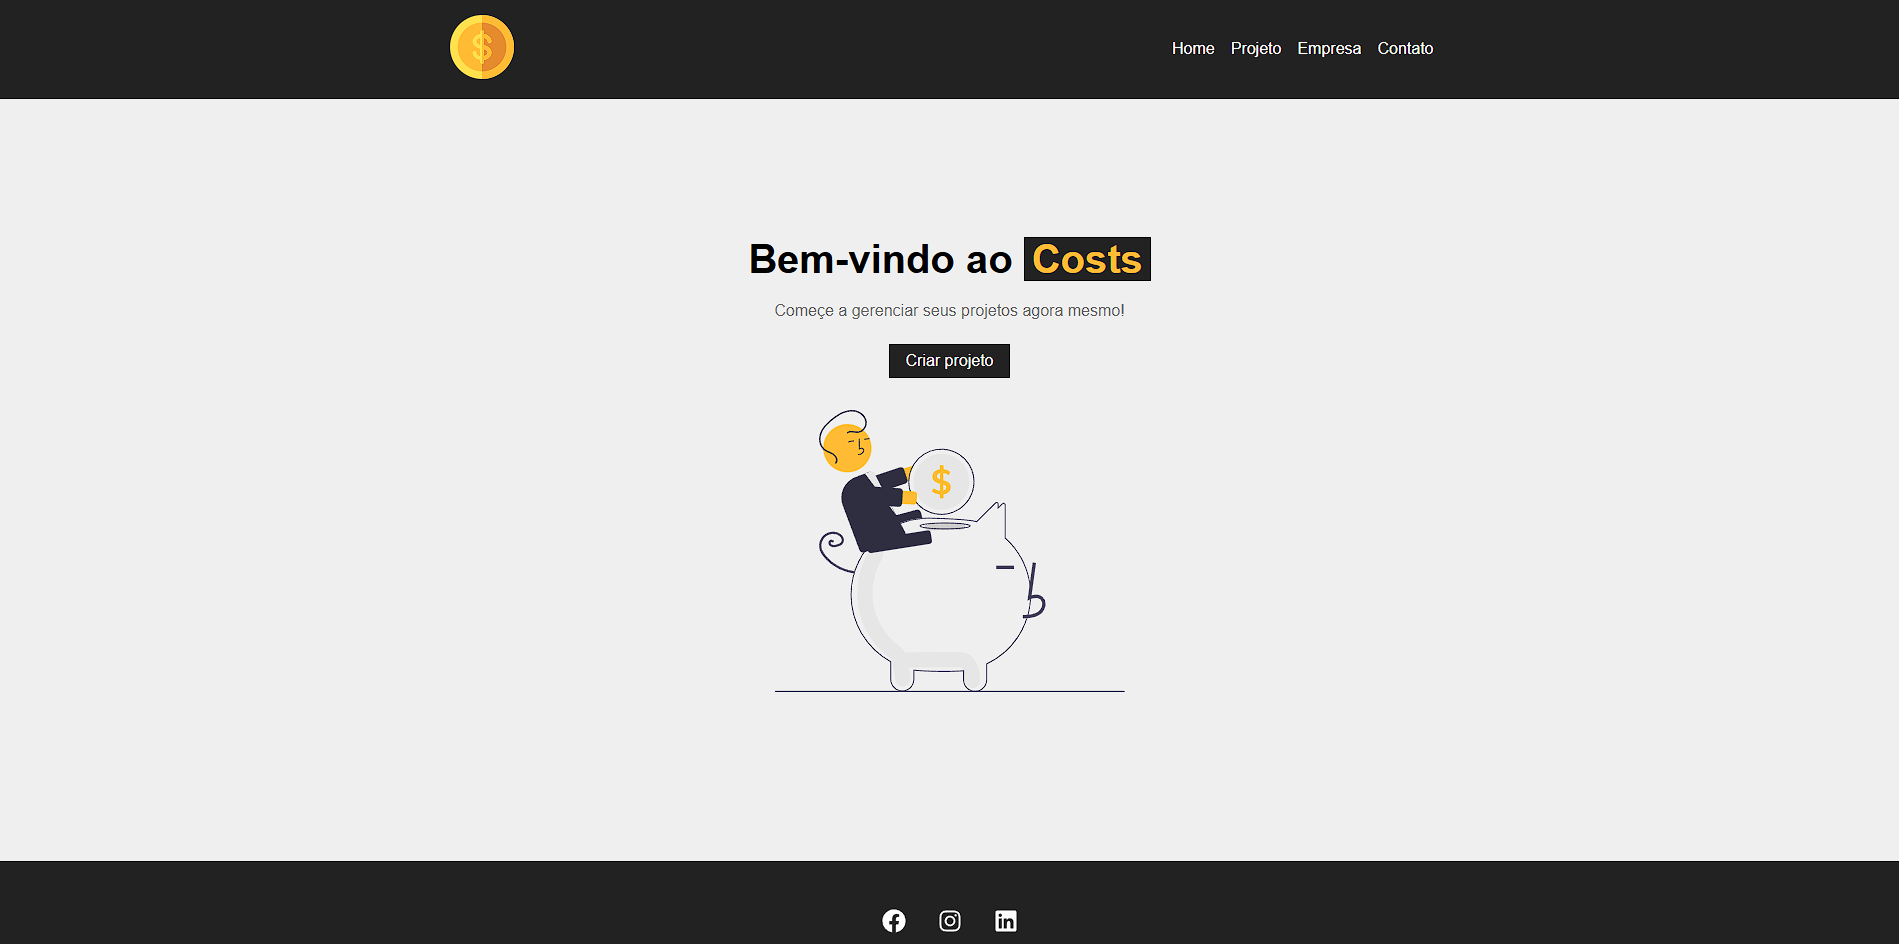 $
Home Projeto Empresa Contato
Bem-vindo ao Costs
Começe a gerenciar seus projetos agora mesmo!
Criar projeto
$